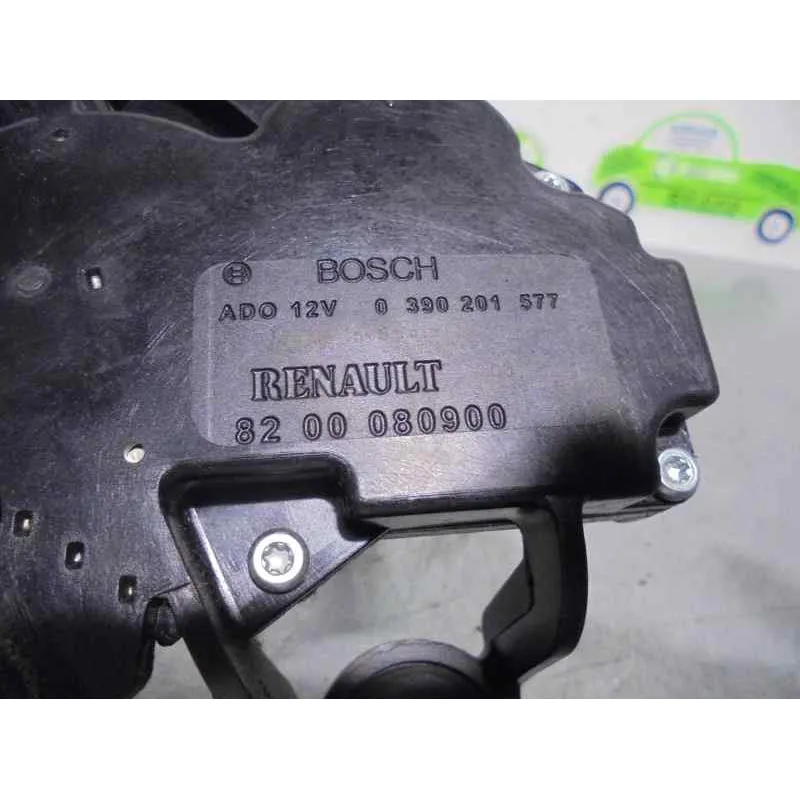 BOSCH
ADO 12V 0 390 201 577
RENAULT
82 00 080900